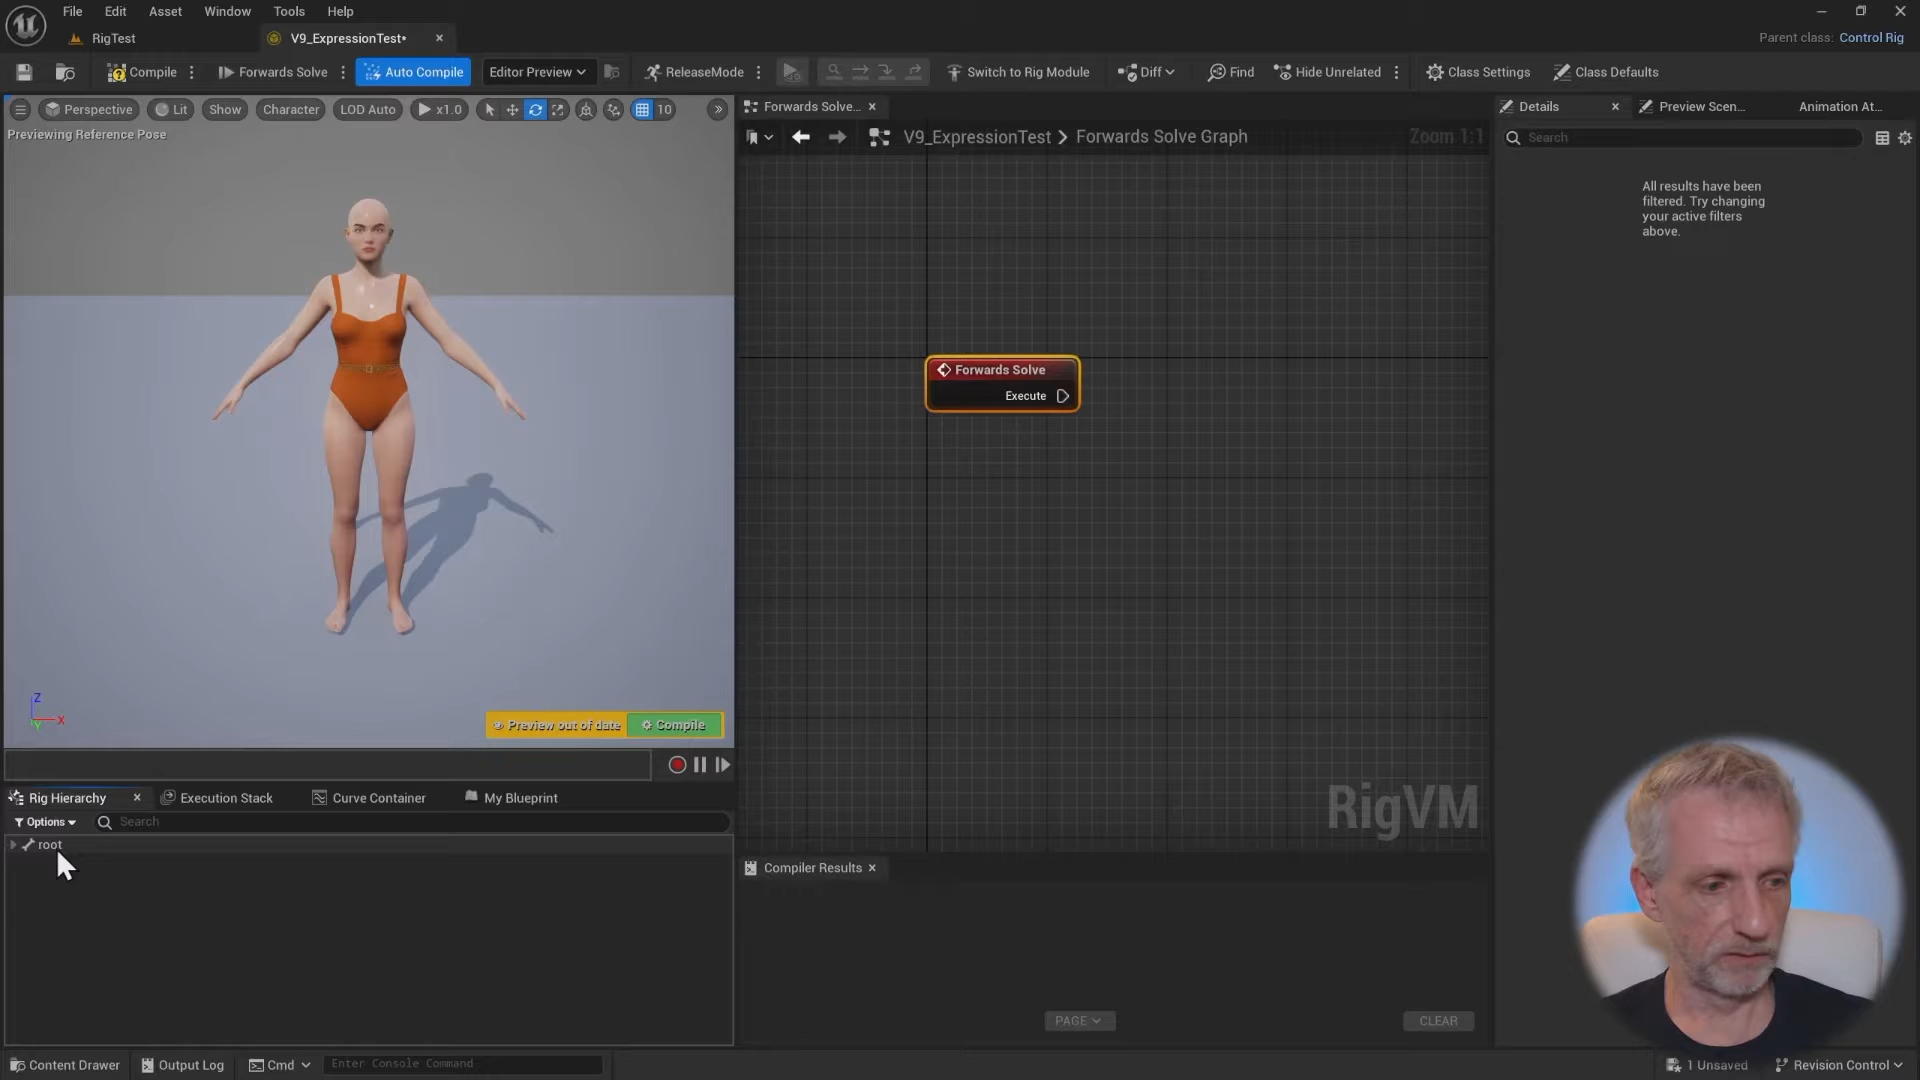 File Edit Asset Window Tools Help
RigTest
V9_ExpressionTest•
Parent class: Control Rig
Compile
Forwards Solve
Auto Compile
Editor Preview
ReleaseMode
Switch to Rig Module
Diff
Find
Hide Unrelated
Class Settings
Class Defaults
Perspective
Lit
Show
Character
LOD Auto
x1.0
10
Previewing Reference Pose
Forwards Solve...
V9_ExpressionTest > Forwards Solve Graph
Zoom 1:1
Details
Preview Scen...
Animation At...
Search
All results have been
filtered. Try changing
your active filters
above.
Forwards Solve
Execute
Z
X
Y
Preview out of date
Compile
RigVM
Rig Hierarchy
Execution Stack
Curve Container
My Blueprint
Options
Search
root
Compiler Results
PAGE
CLEAR
Content Drawer
Output Log
Cmd
Enter Console Command
1 Unsaved
Revision Control